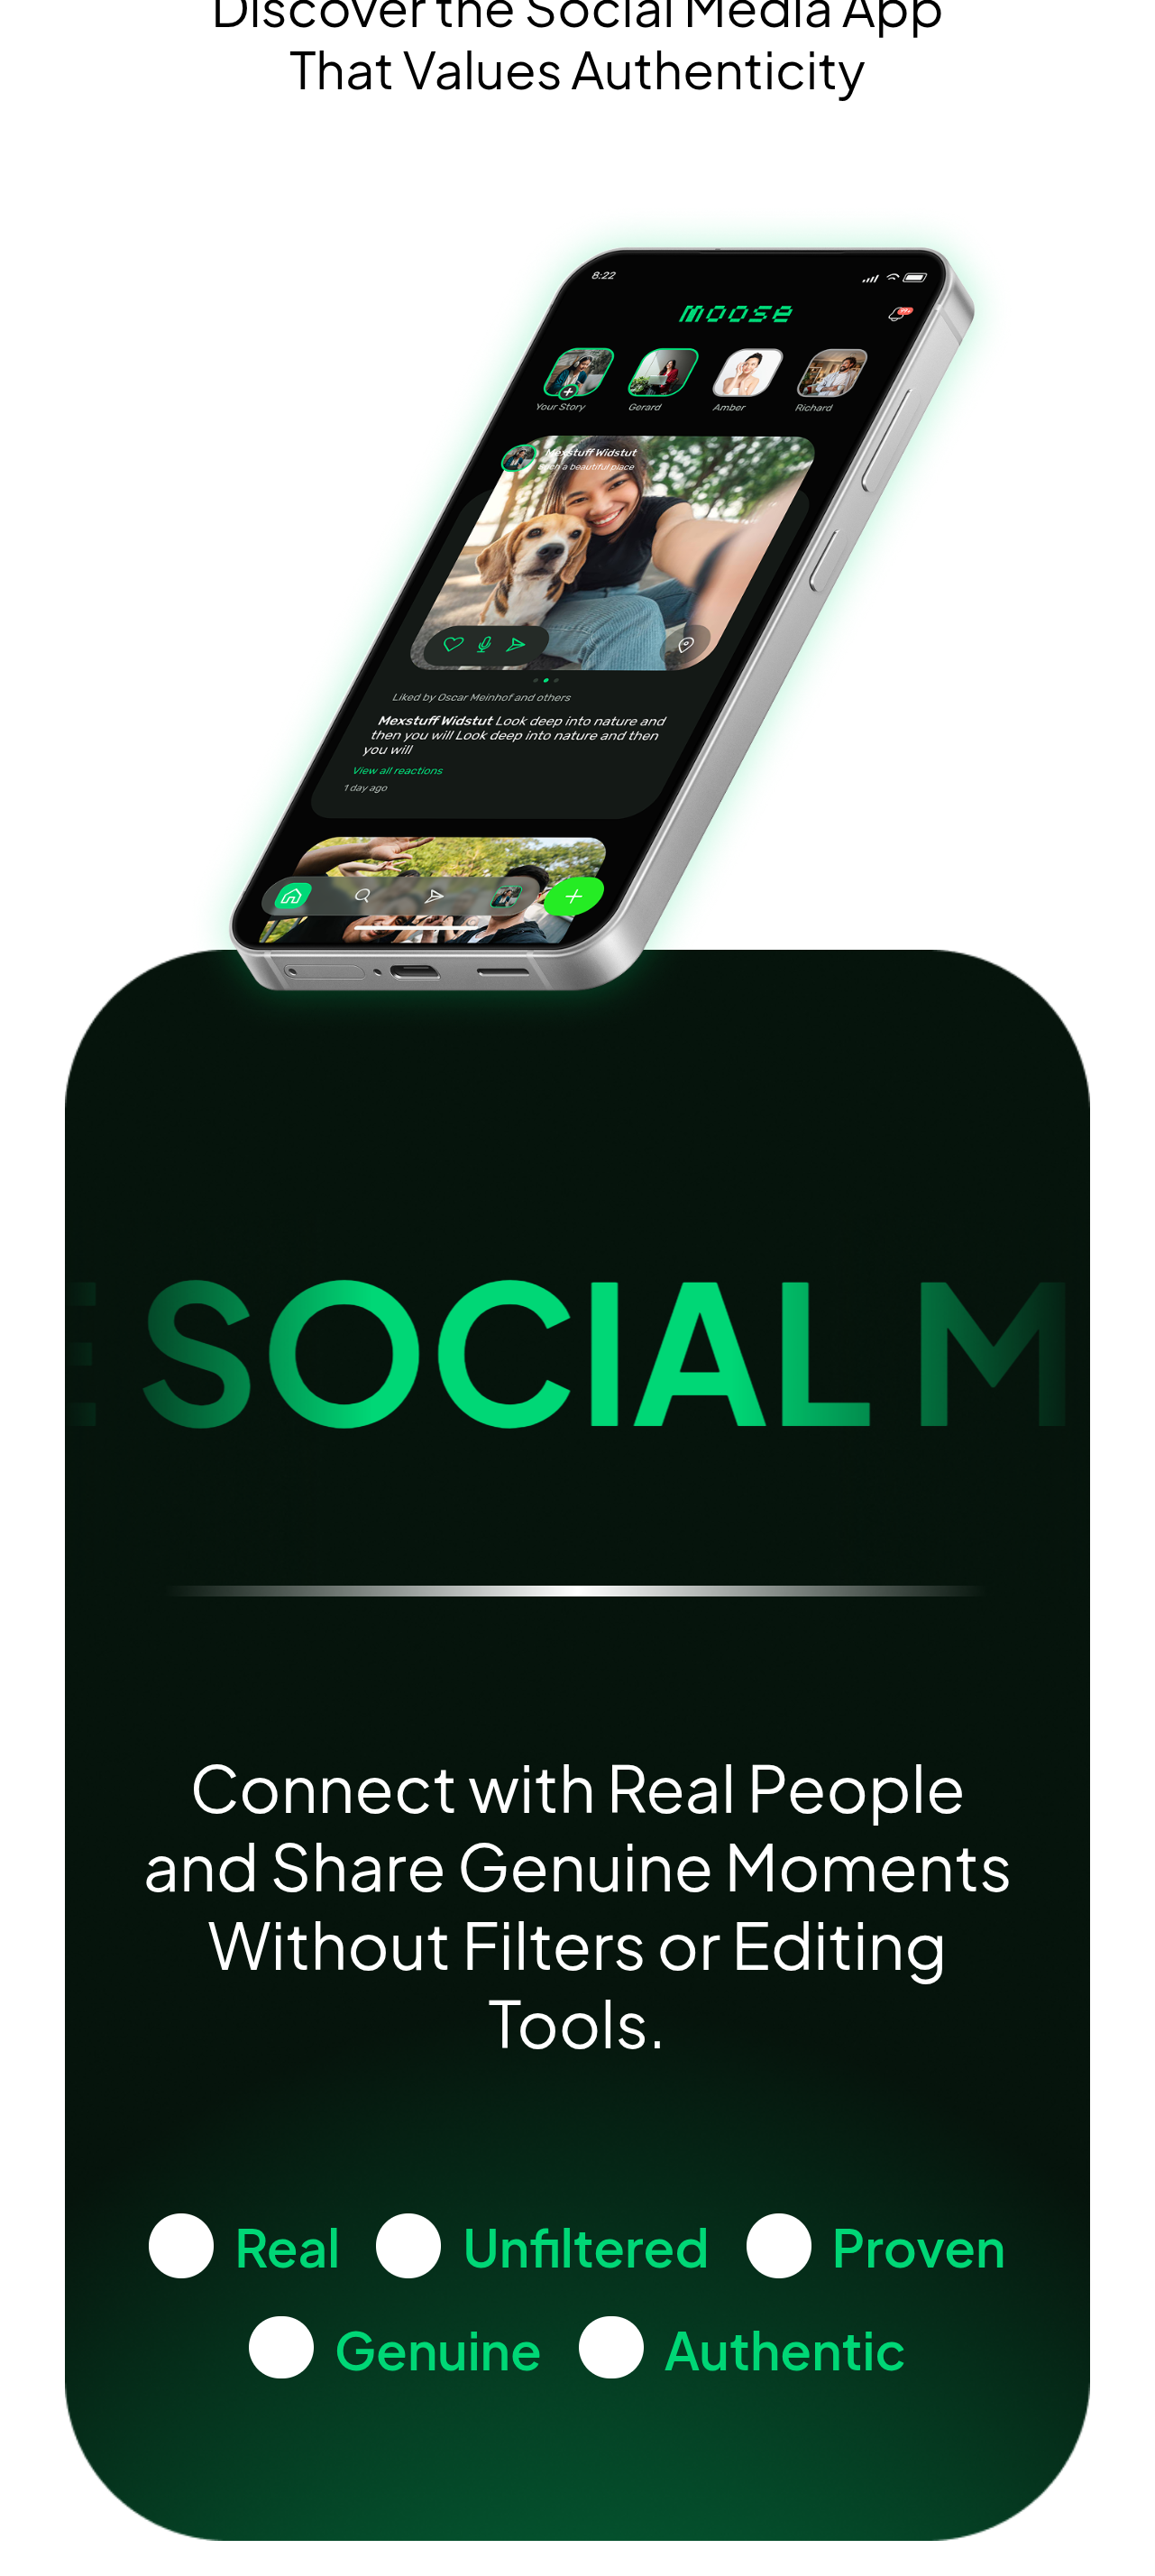 Discover the Social Media App
That Values Authenticity
8:22
Moose
Your Story
Gerard
Amber
Richard
Mexstuff Widstut
a beautiful place
Liked by Oscar Meinhof and others
Mexstuff Widstut Look deep into nature and
then you will Look deep into nature and then
you will
View all reactions
1 day ago
E SOCIAL M
Connect with Real People
and Share Genuine Moments
Without Filters or Editing
Tools.
Real Unfiltered Proven
Genuine Authentic